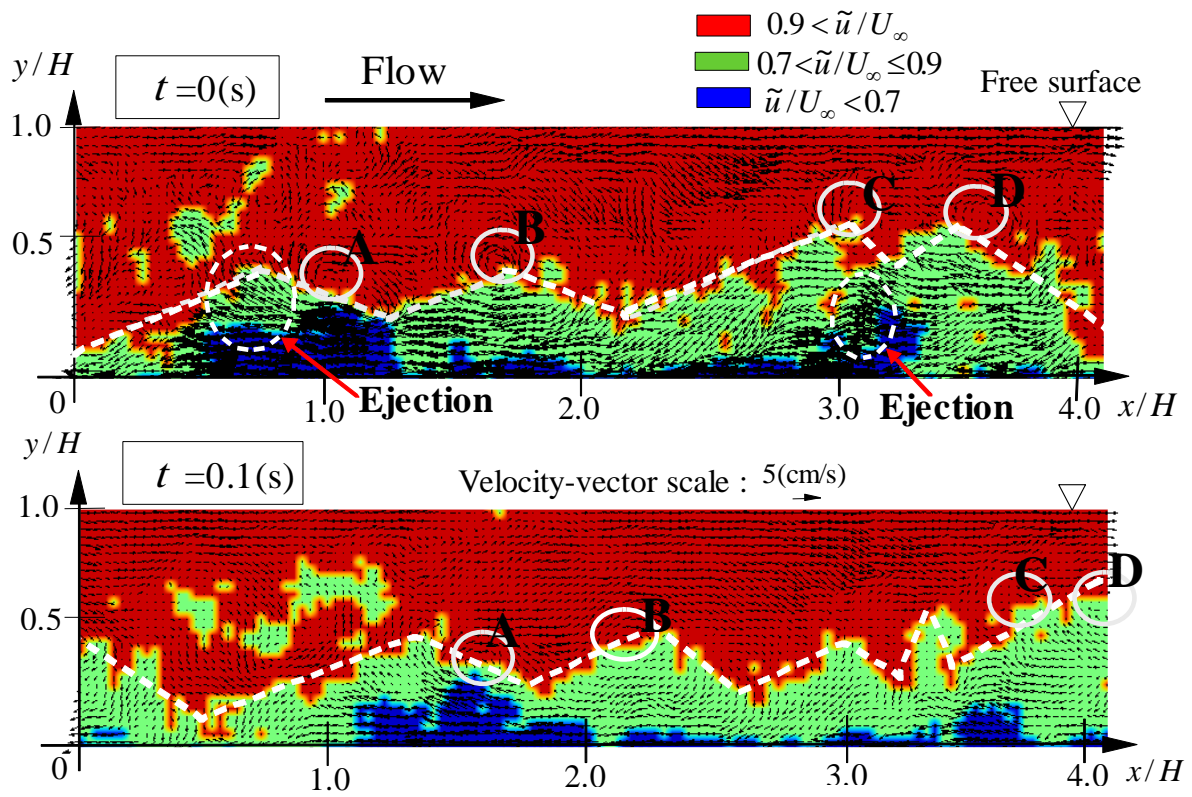 0.9 < ũ / U∞
0.7 < ũ / U∞ ≤ 0.9
ũ / U∞ < 0.7
y / H
t =0(s)
Flow
Free surface
1.0
0.5
A
B
C
D
0
1.0
2.0
3.0
4.0
x / H
Ejection
Ejection
y / H
t =0.1(s)
Velocity-vector scale : 5(cm/s)
1.0
0.5
A
B
C
D
0
1.0
2.0
3.0
4.0
x / H